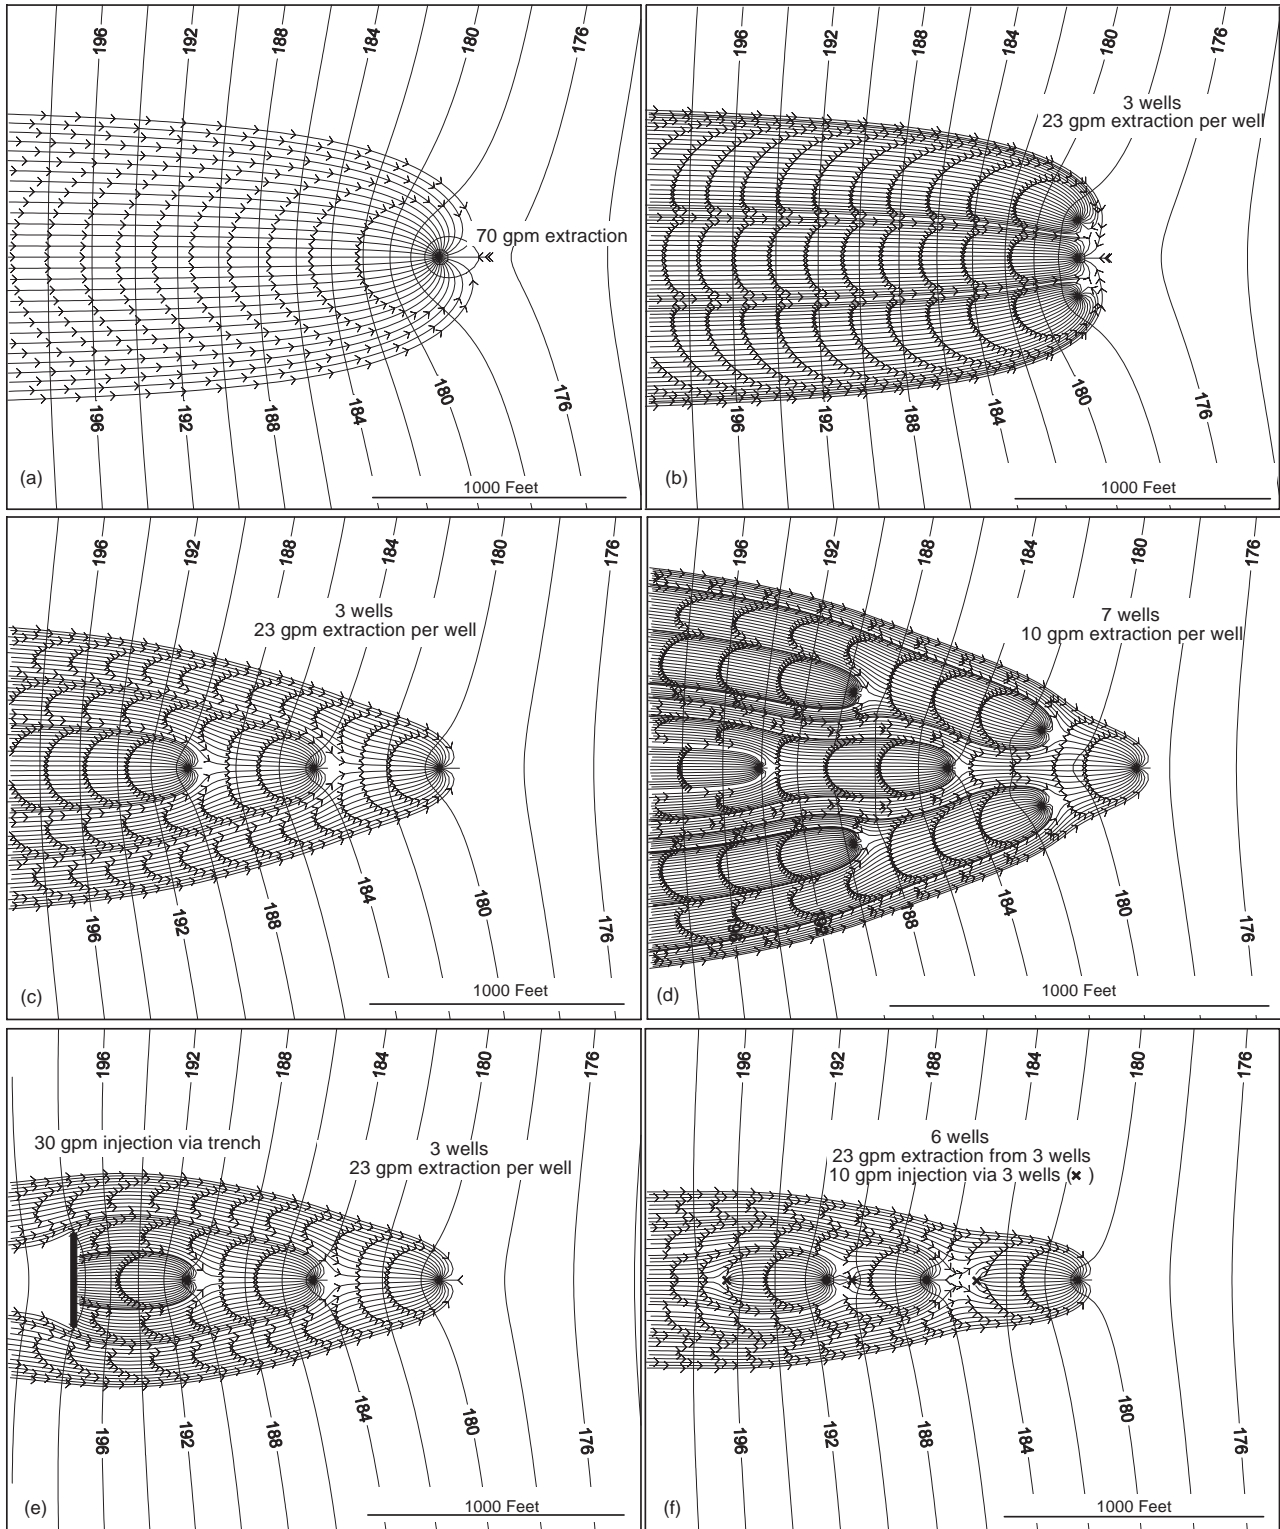 196 192 188 184 180 176
70 gpm extraction
196 192 188 184 180 176
(a)
1000 Feet
196 192 188 184 180 176
3 wells
23 gpm extraction per well
196 192 188 184 180 176
(b)
1000 Feet
196 192 188 184 180 176
3 wells
23 gpm extraction per well
196 192 188 184 180 176
(c)
1000 Feet
196 192 188 184 180 176
7 wells
10 gpm extraction per well
188 184 180 176
(d)
1000 Feet
196 192 188 184 180 176
30 gpm injection via trench
3 wells
23 gpm extraction per well
196 192 188 184 180 176
(e)
1000 Feet
196 192 188 184 180 176
6 wells
23 gpm extraction from 3 wells
10 gpm injection via 3 wells (× )
196 192 188 184 180 176
(f)
1000 Feet